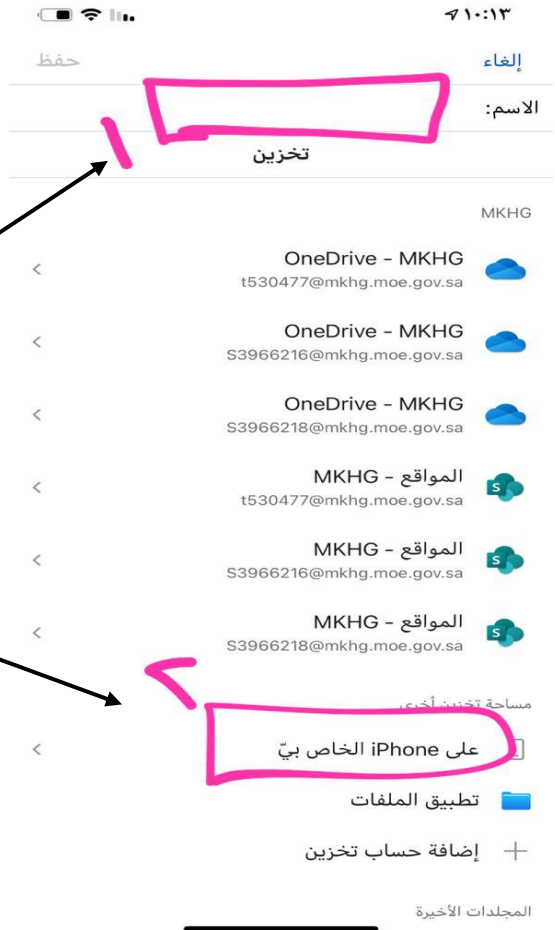 ١٠:١٣
إلغاء حفظ
الاسم:
تخزين
MKHG
OneDrive - MKHG
t530477@mkhg.moe.gov.sa
OneDrive - MKHG
S3966216@mkhg.moe.gov.sa
OneDrive - MKHG
S3966218@mkhg.moe.gov.sa
المواقع - MKHG
t530477@mkhg.moe.gov.sa
المواقع - MKHG
S3966216@mkhg.moe.gov.sa
المواقع - MKHG
S3966218@mkhg.moe.gov.sa
مساحة تخزين أخرى
على iPhone الخاص بيّ
تطبيق الملفات
إضافة حساب تخزين
المجلدات الأخيرة